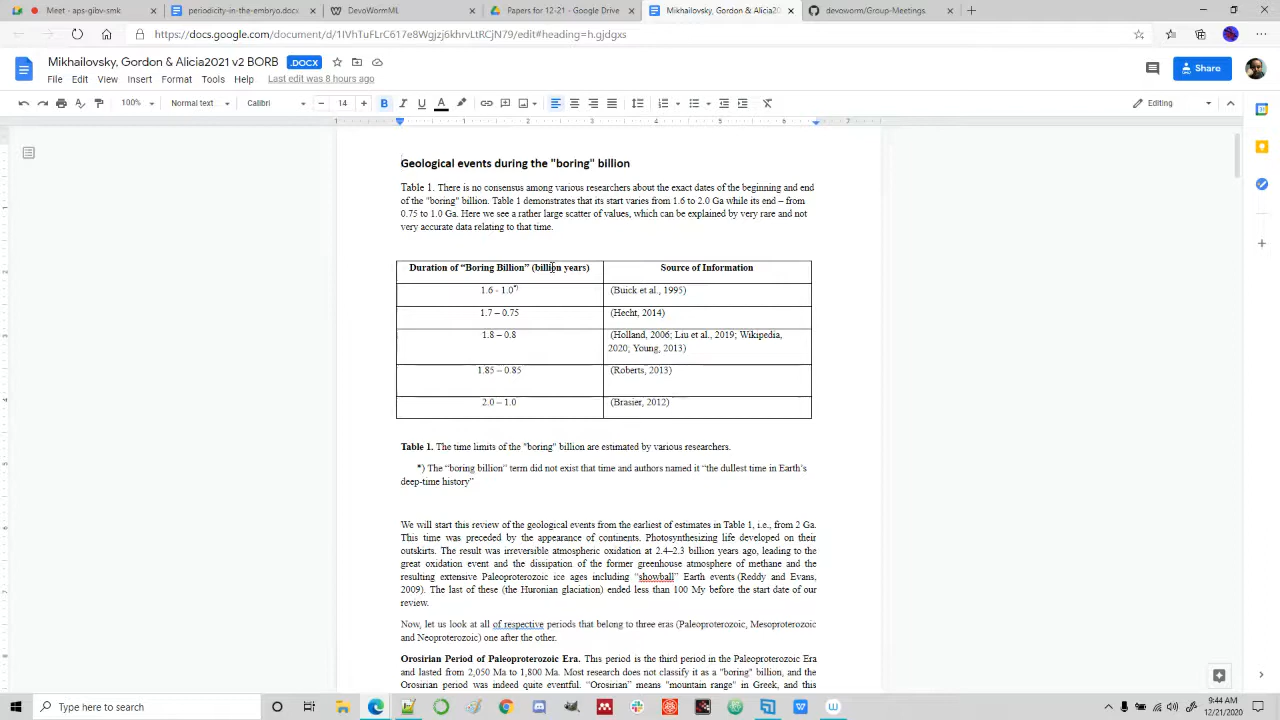 Meet - aps-gibv-smk
periodicity-in-the-embryo.docx
DevoWormML
Papers for 12-21 - Google Drive
Mikhailovsky, Gordon & Alicia20
devoworm/Group-Meetings
https://docs.google.com/document/d/1IVhTuFLrC617e8Wgjzj6khrvLtRCjN79/edit#heading=h.gjdgxs
Mikhailovsky, Gordon & Alicia2021 v2 BORB
.DOCX
Share
File Edit View Insert Format Tools Help Last edit was 8 hours ago
100% Normal text Calibri 14 B I U A Editing
1 1 2 3 4 5 6 7
Geological events during the "boring" billion
Table 1. There is no consensus among various researchers about the exact dates of the beginning and end
of the "boring" billion. Table 1 demonstrates that its start varies from 1.6 to 2.0 Ga while its end – from
0.75 to 1.0 Ga. Here we see a rather large scatter of values, which can be explained by very rare and not
very accurate data relating to that time.
Duration of “Boring Billion” (billion years) Source of Information
1.6 - 1.0*) (Buick et al., 1995)
1.7 – 0.75 (Hecht, 2014)
1.8 – 0.8 (Holland, 2006; Liu et al., 2019; Wikipedia,
2020; Young, 2013)
1.85 – 0.85 (Roberts, 2013)
2.0 – 1.0 (Brasier, 2012)
Table 1. The time limits of the "boring" billion are estimated by various researchers.
*) The “boring billion” term did not exist that time and authors named it “the dullest time in Earth’s
deep-time history”
We will start this review of the geological events from the earliest of estimates in Table 1, i.e., from 2 Ga.
This time was preceded by the appearance of continents. Photosynthesizing life developed on their
outskirts. The result was irreversible atmospheric oxidation at 2.4–2.3 billion years ago, leading to the
great oxidation event and the dissipation of the former greenhouse atmosphere of methane and the
resulting extensive Paleoproterozoic ice ages including “showball” Earth events (Reddy and Evans,
2009). The last of these (the Huronian glaciation) ended less than 100 My before the start date of our
review.
Now, let us look at all of respective periods that belong to three eras (Paleoproterozoic, Mesoproterozoic
and Neoproterozoic) one after the other.
Orosirian Period of Paleoproterozoic Era. This period is the third period in the Paleoproterozoic Era
and lasted from 2,050 Ma to 1,800 Ma. Most research does not classify it as a "boring" billion, and the
Orosirian period was indeed quite eventful. “Orosirian” means "mountain range" in Greek, and this
Type here to search
9:44 AM
12/21/2020